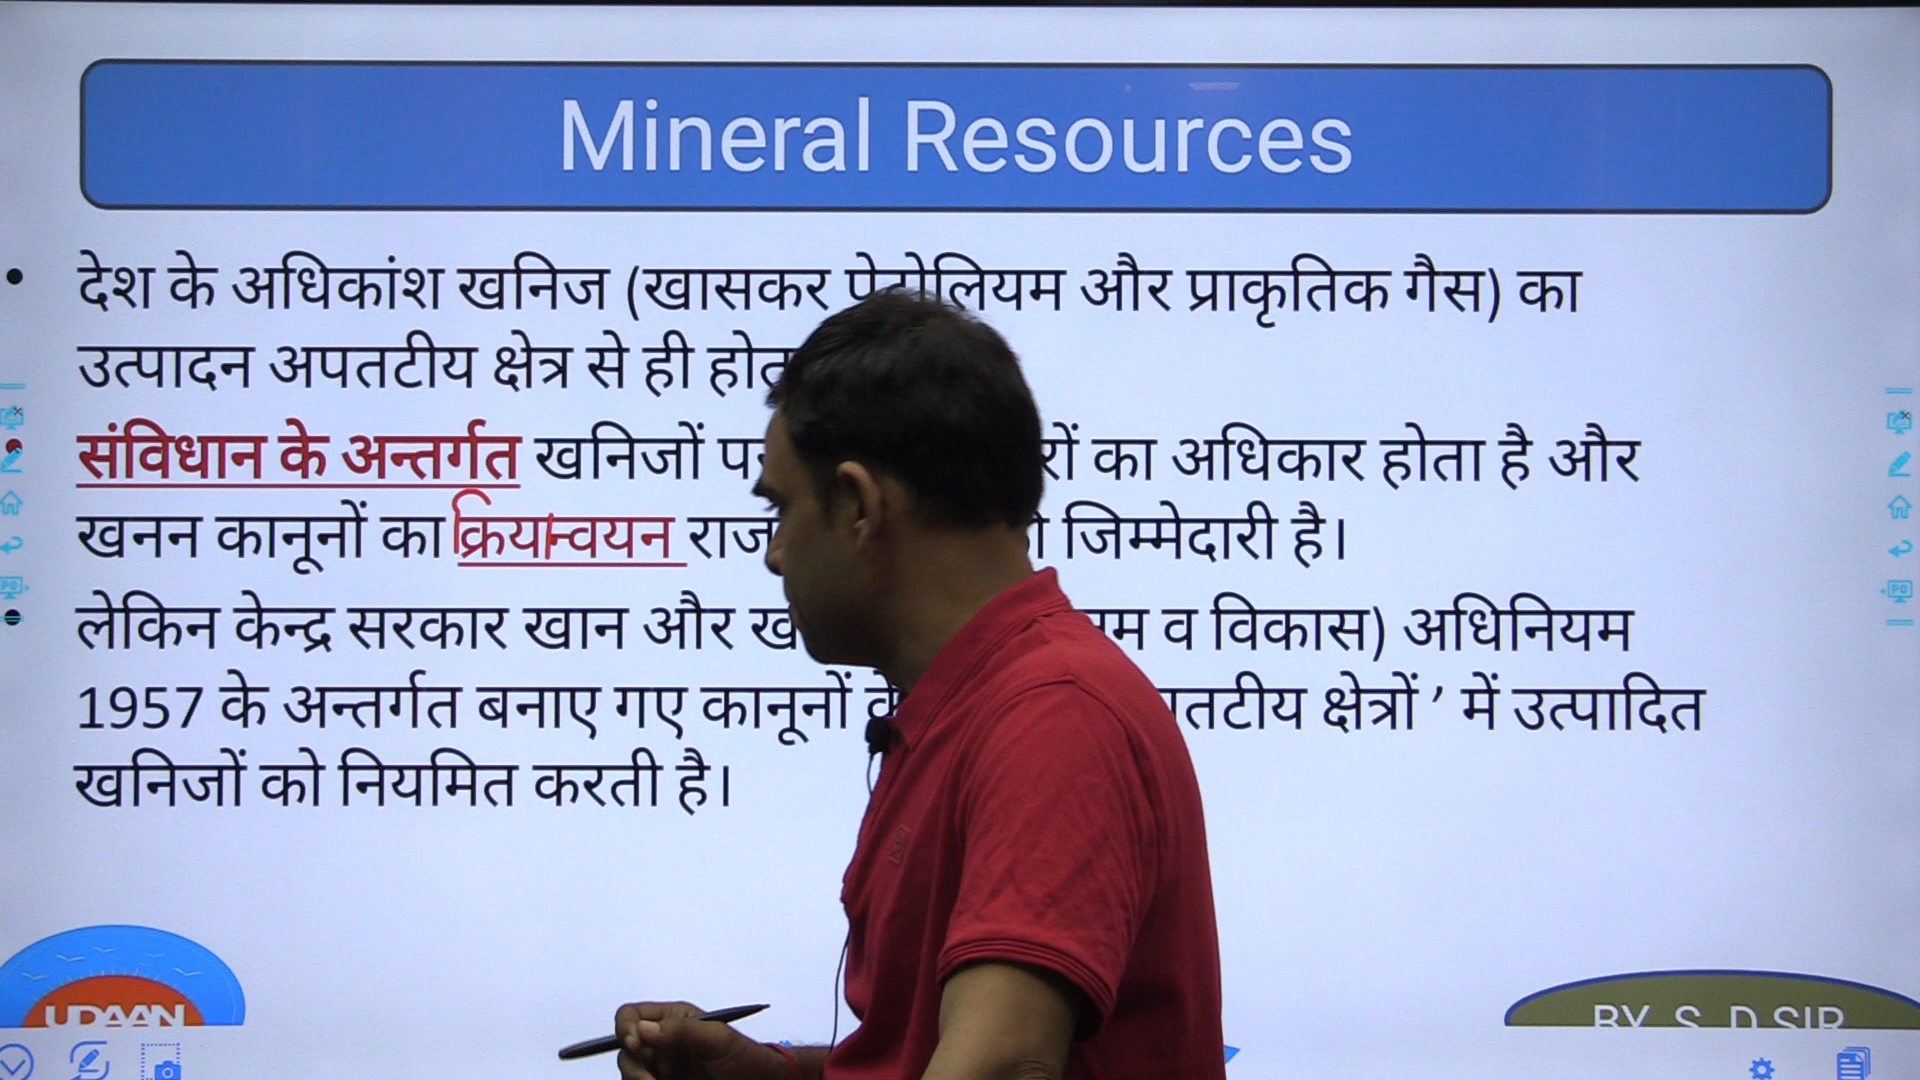 Mineral Resources
• देश के अधिकांश खनिज (खासकर पेट्रोलियम और प्राकृतिक गैस) का
उत्पादन अपतटीय क्षेत्र से ही
संविधान के अन्तर्गत खनिजों का अधिकार होता है और
खनन कानूनों का क्रियान्वयन जिम्मेदारी है।
• लेकिन केन्द्र सरकार खान और व विकास) अधिनियम
1957 के अन्तर्गत बनाए गए कानूनों क्षेत्रों ’ में उत्पादित
खनिजों को नियमित करती है।
UDAAN
BY S D SIR